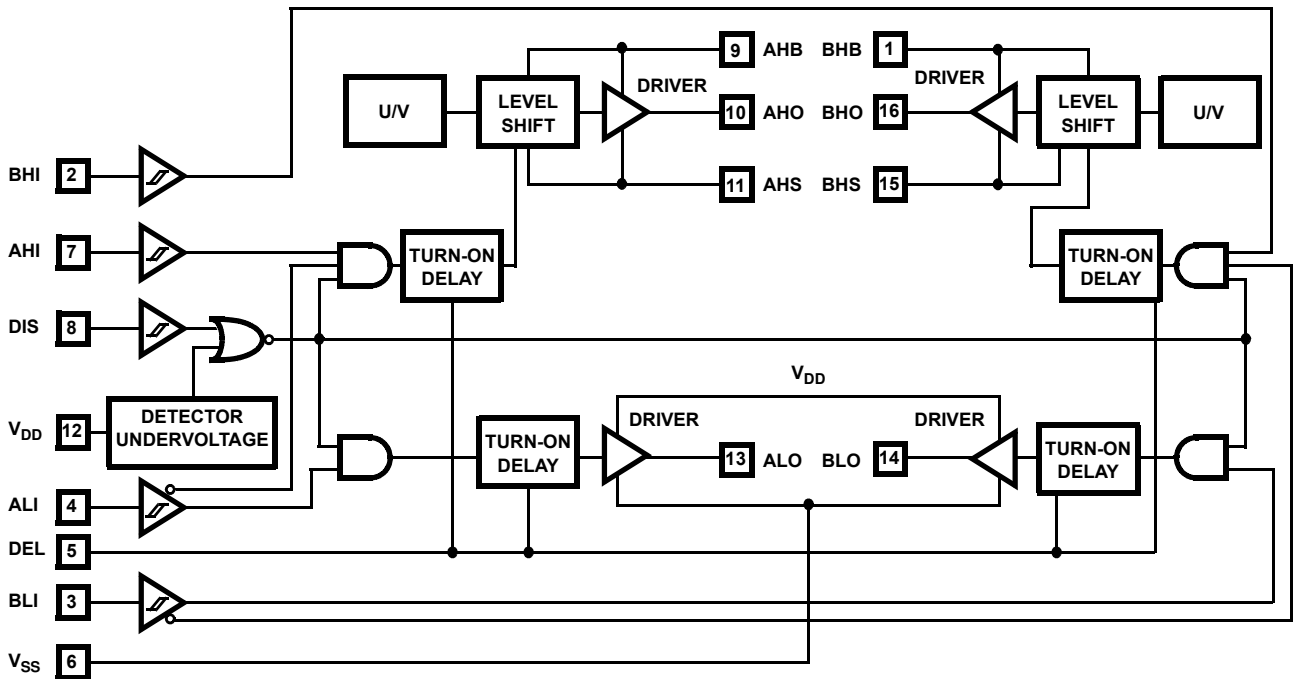 9 AHB BHB 1
DRIVER DRIVER
U/V LEVEL SHIFT 10 AHO BHO 16 LEVEL SHIFT U/V
BHI 2 11 AHS BHS 15
AHI 7 TURN-ON DELAY TURN-ON DELAY
DIS 8
VDD
VDD 12 DETECTOR UNDERVOLTAGE
DRIVER DRIVER
TURN-ON DELAY 13 ALO BLO 14 TURN-ON DELAY
ALI 4
DEL 5
BLI 3
VSS 6